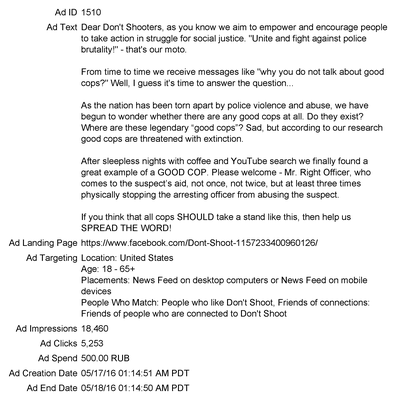 Ad ID 1510
Ad Text Dear Don't Shooters, as you know we aim to empower and encourage people
to take action in struggle for social justice. "Unite and fight against police
brutality!" - that's our moto.
From time to time we receive messages like "why you do not talk about good
cops?" Well, I guess it's time to answer the question...
As the nation has been torn apart by police violence and abuse, we have
begun to wonder whether there are any good cops at all. Do they exist?
Where are these legendary “good cops”? Sad, but according to our research
good cops are threatened with extinction.
After sleepless nights with coffee and YouTube search we finally found a
great example of a GOOD COP. Please welcome - Mr. Right Officer, who
comes to the suspect's aid, not once, not twice, but at least three times
physically stopping the arresting officer from abusing the suspect.
If you think that all cops SHOULD take a stand like this, then help us
SPREAD THE WORD!
Ad Landing Page https://www.facebook.com/Dont-Shoot-1157233400960126/
Ad Targeting Location: United States
Age: 18 - 65+
Placements: News Feed on desktop computers or News Feed on mobile
devices
People Who Match: People who like Don't Shoot, Friends of connections:
Friends of people who are connected to Don't Shoot
Ad Impressions 18,460
Ad Clicks 5,253
Ad Spend 500.00 RUB
Ad Creation Date 05/17/16 01:14:51 AM PDT
Ad End Date 05/18/16 01:14:50 AM PDT